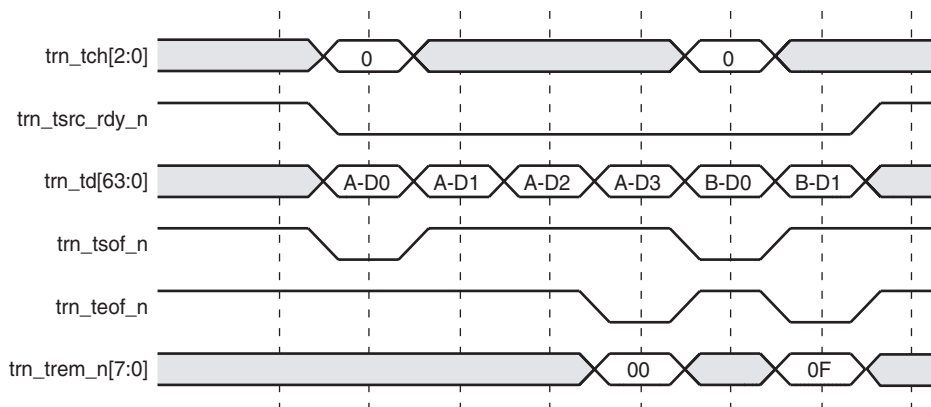 trn_tch[2:0] 0 0
trn_tsrc_rdy_n
trn_td[63:0] A-D0 A-D1 A-D2 A-D3 B-D0 B-D1
trn_tsof_n
trn_teof_n
trn_trem_n[7:0] 00 0F